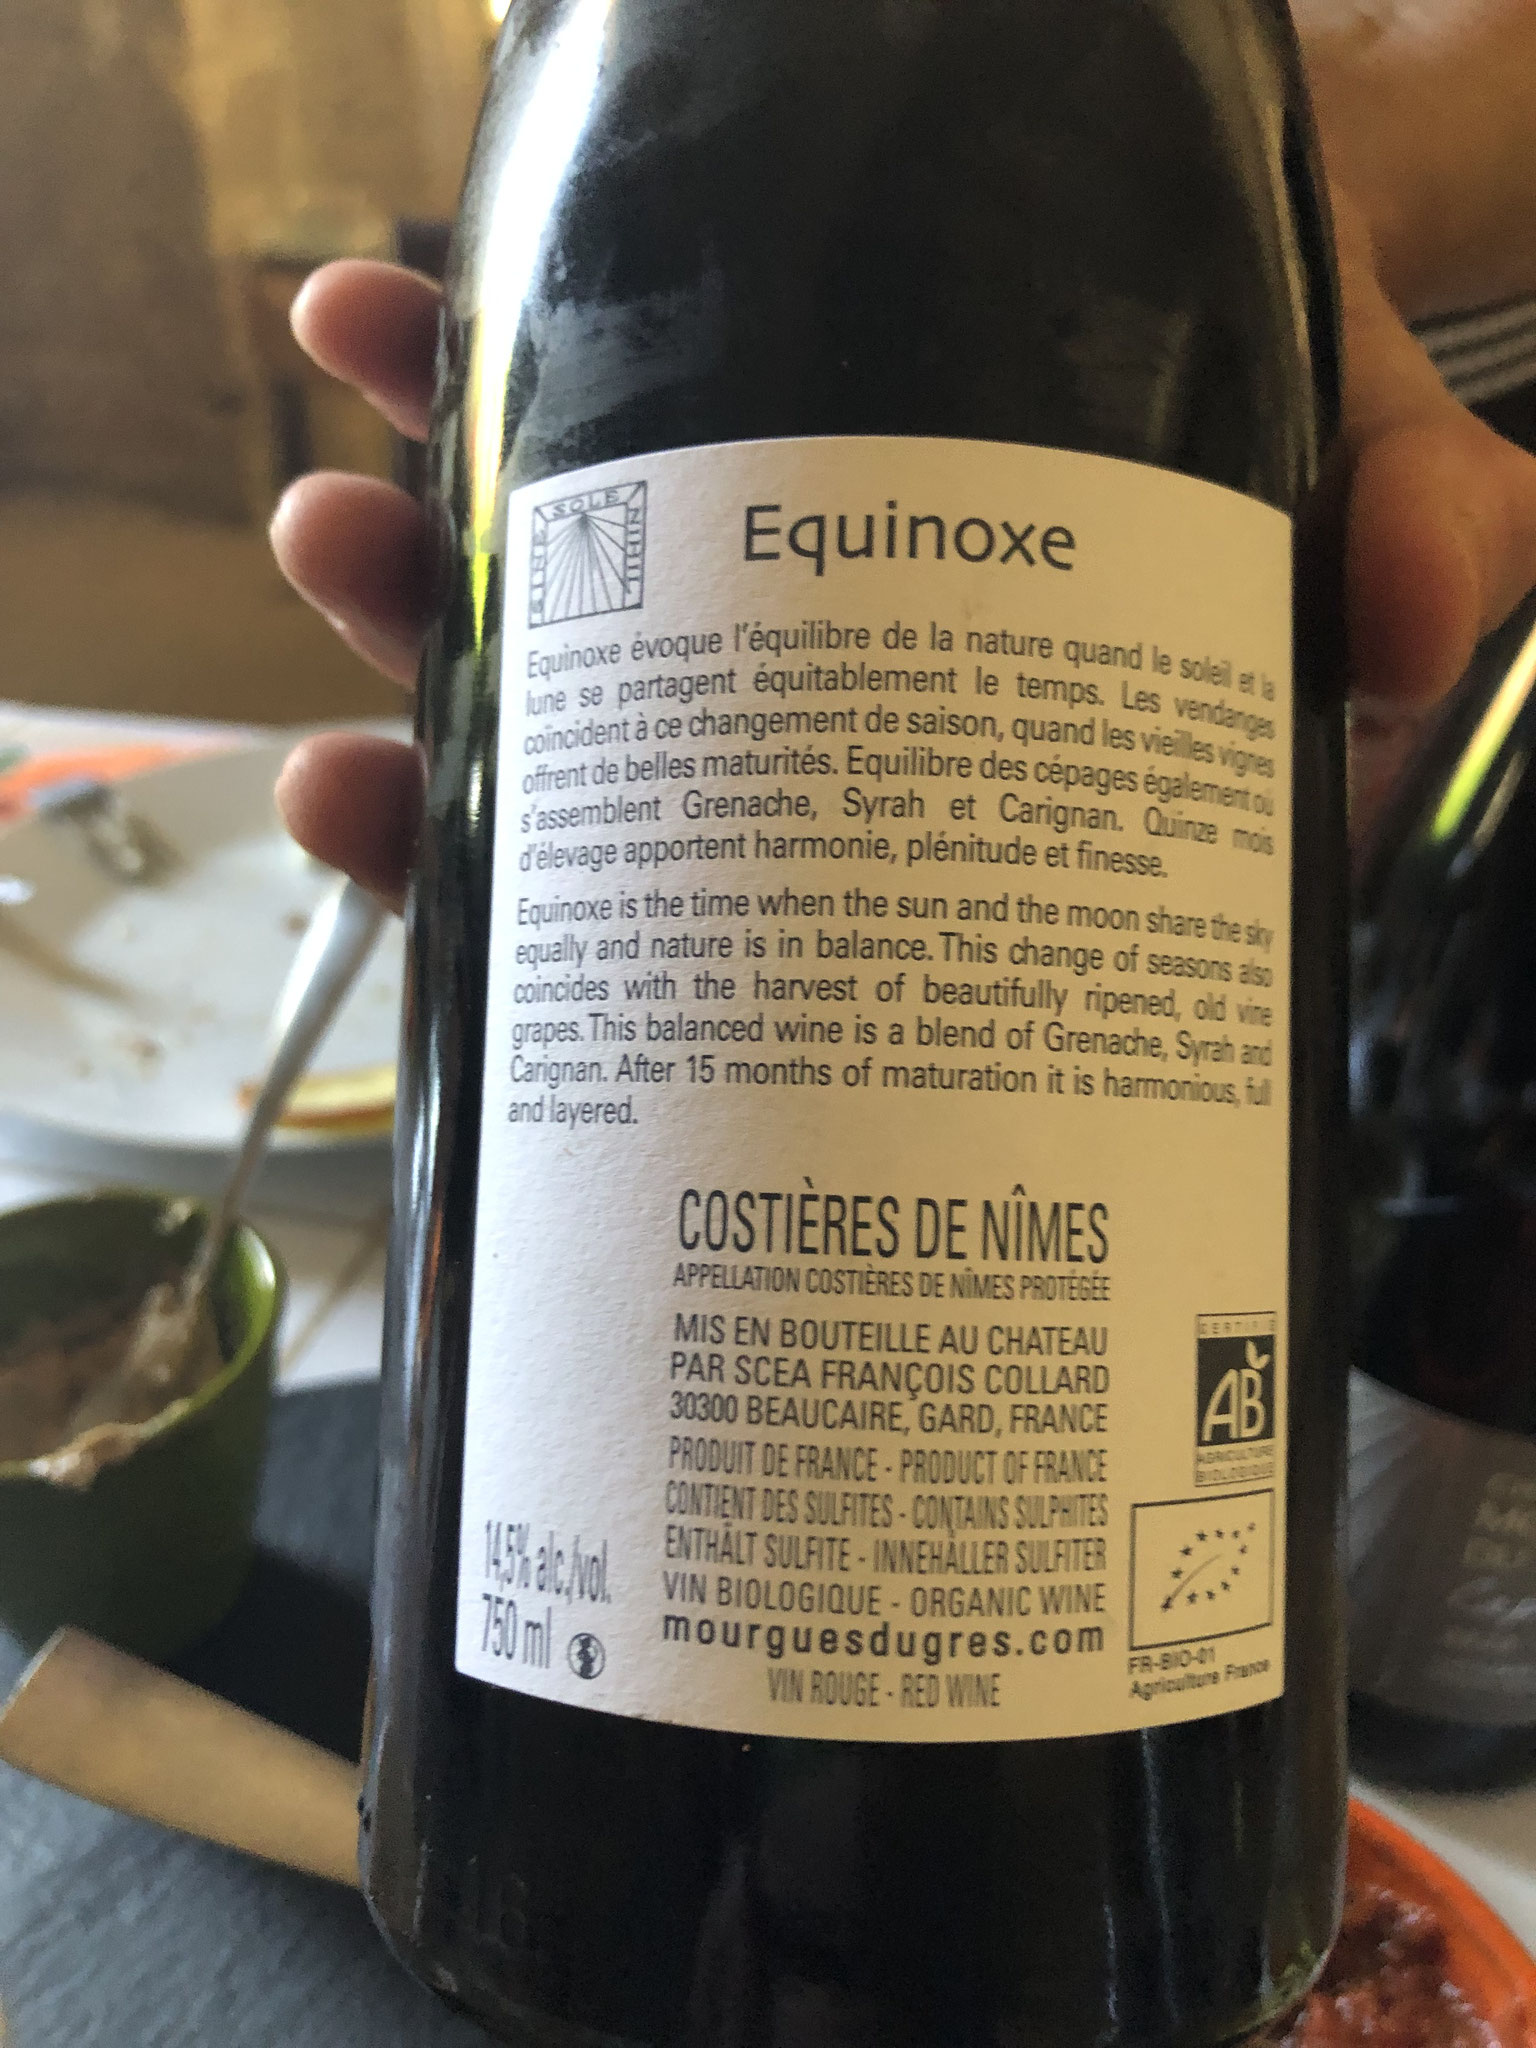 SINE SOLE NIHIL
Equinoxe
Equinoxe évoque l'équilibre de la nature quand le soleil et la
lune se partagent équitablement le temps. Les vendanges
coïncident à ce changement de saison, quand les vieilles vignes
offrent de belles maturités. Equilibre des cépages également où
s'assemblent Grenache, Syrah et Carignan. Quinze mois
d'élevage apportent harmonie, plénitude et finesse.
Equinoxe is the time when the sun and the moon share the sky
equally and nature is in balance. This change of seasons also
coincides with the harvest of beautifully ripened, old vine
grapes. This balanced wine is a blend of Grenache, Syrah and
Carignan. After 15 months of maturation it is harmonious, full
and layered.
COSTIÈRES DE NÎMES
APPELLATION COSTIÈRES DE NÎMES PROTÉGÉE
MIS EN BOUTEILLE AU CHATEAU
PAR SCEA FRANÇOIS COLLARD
30300 BEAUCAIRE, GARD, FRANCE
PRODUIT DE FRANCE - PRODUCT OF FRANCE
CONTIENT DES SULFITES - CONTAINS SULPHITES
ENTHÄLT SULFITE - INNEHÅLLER SULFITER
VIN BIOLOGIQUE - ORGANIC WINE
mourguesdugres.com
VIN ROUGE - RED WINE
14,5% alc./vol.
750 ml
CERTIFIÉ
AB
AGRICULTURE
BIOLOGIQUE
FR-BIO-01
Agriculture France